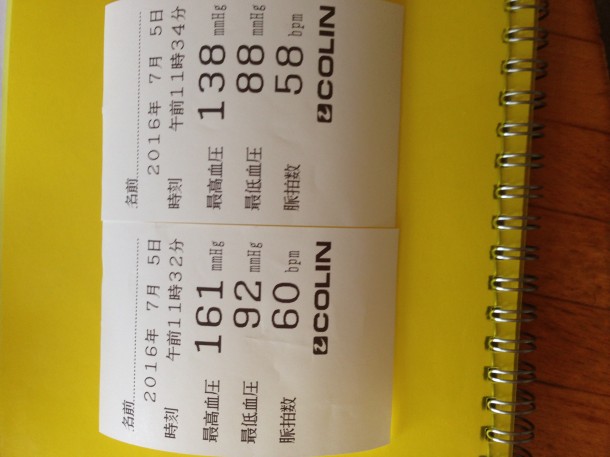 名前
2016年 7月 5日
時刻 午前11時32分
最高血圧 161 mmHg
最低血圧 92 mmHg
脈拍数 60 bpm
COLIN
名前
2016年 7月 5日
時刻 午前11時34分
最高血圧 138 mmHg
最低血圧 88 mmHg
脈拍数 58 bpm
COLIN